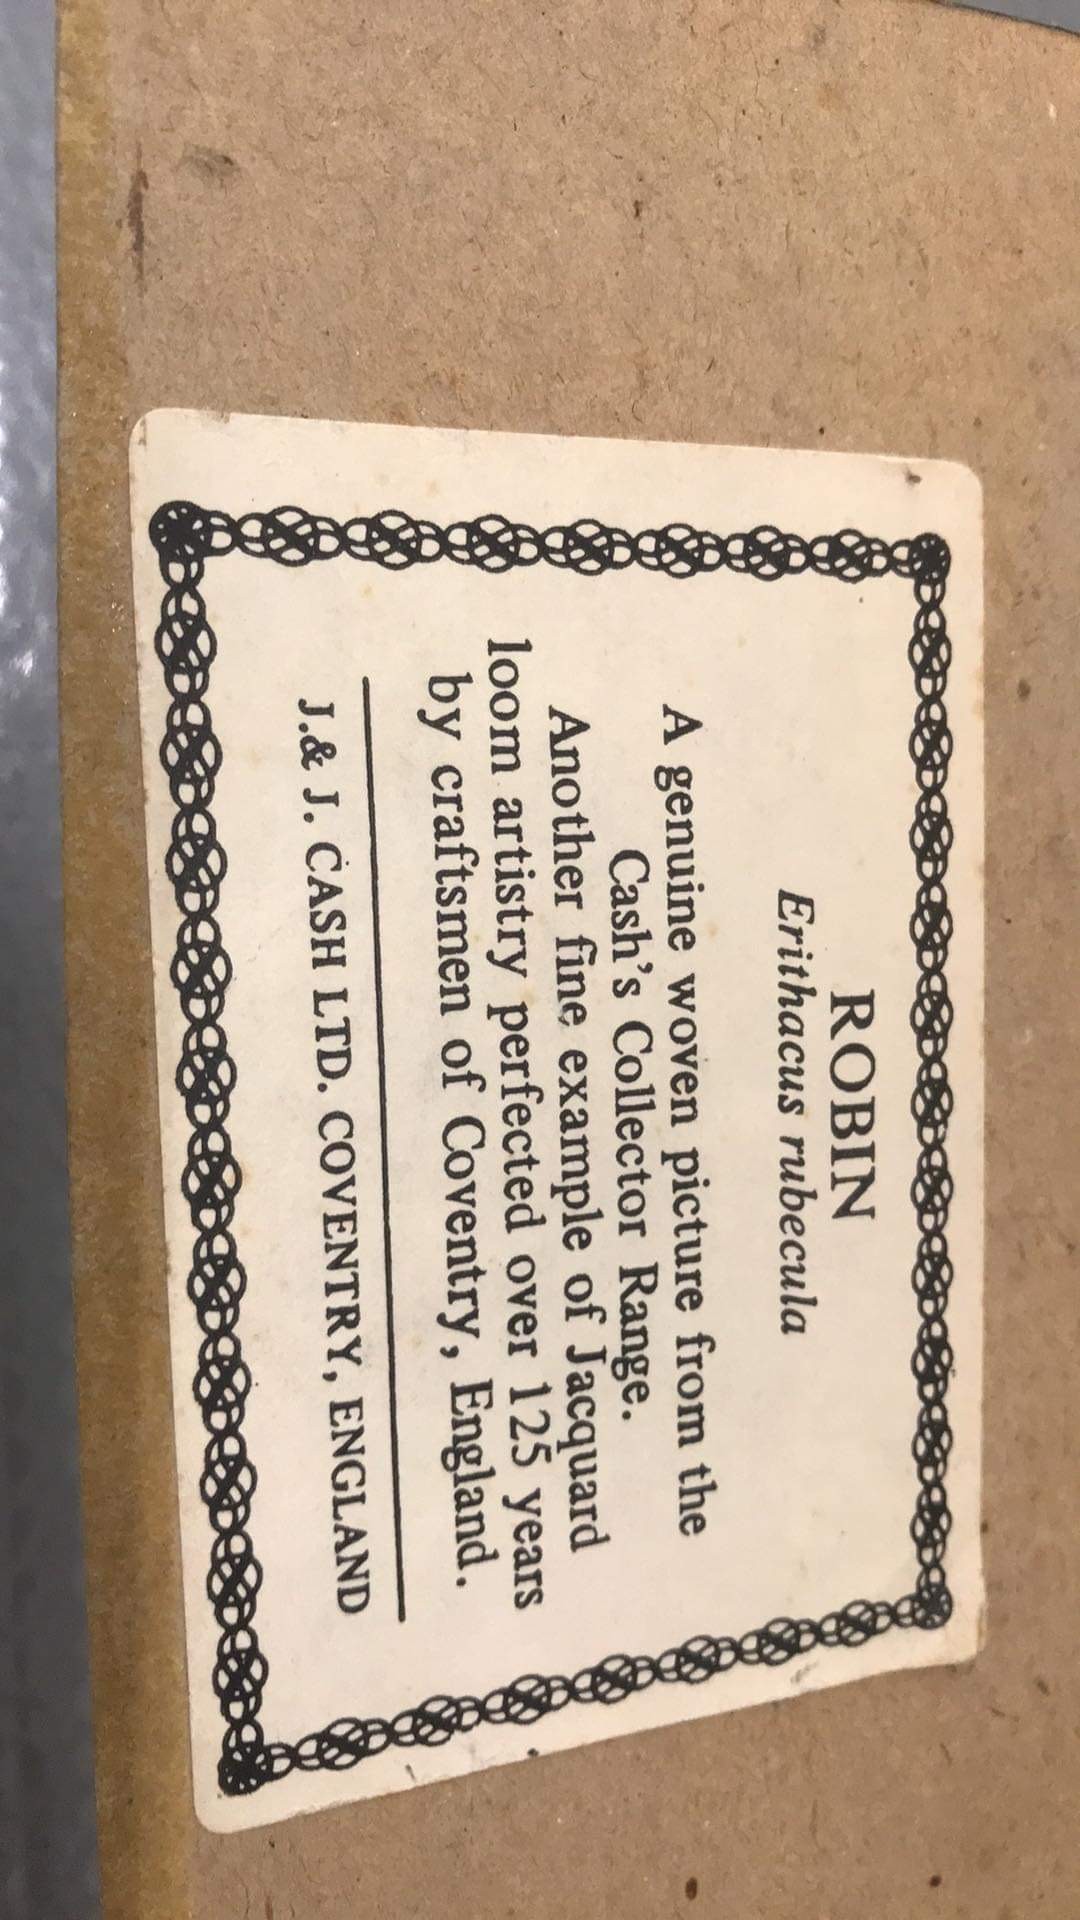 ROBIN
Erithacus rubecula
A genuine woven picture from the
Cash's Collector Range.
Another fine example of Jacquard
loom artistry perfected over 125 years
by craftsmen of Coventry, England.
J.& J. CASH LTD. COVENTRY, ENGLAND